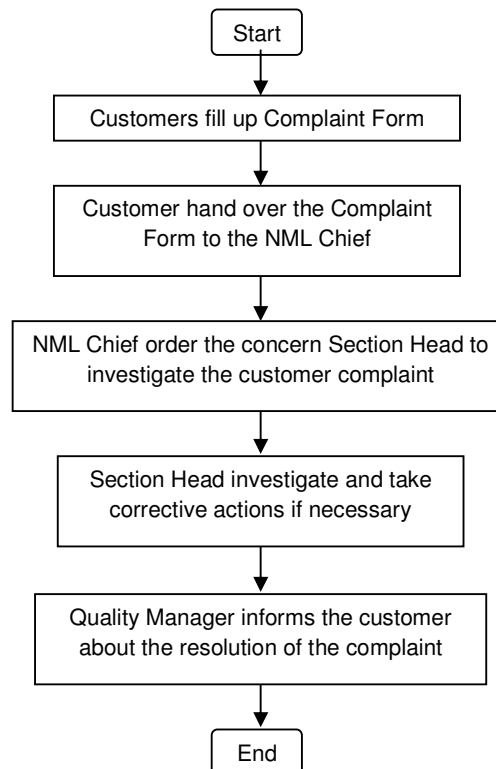 Start
Customers fill up Complaint Form
Customer hand over the Complaint
Form to the NML Chief
NML Chief order the concern Section Head to
investigate the customer complaint
Section Head investigate and take
corrective actions if necessary
Quality Manager informs the customer
about the resolution of the complaint
End